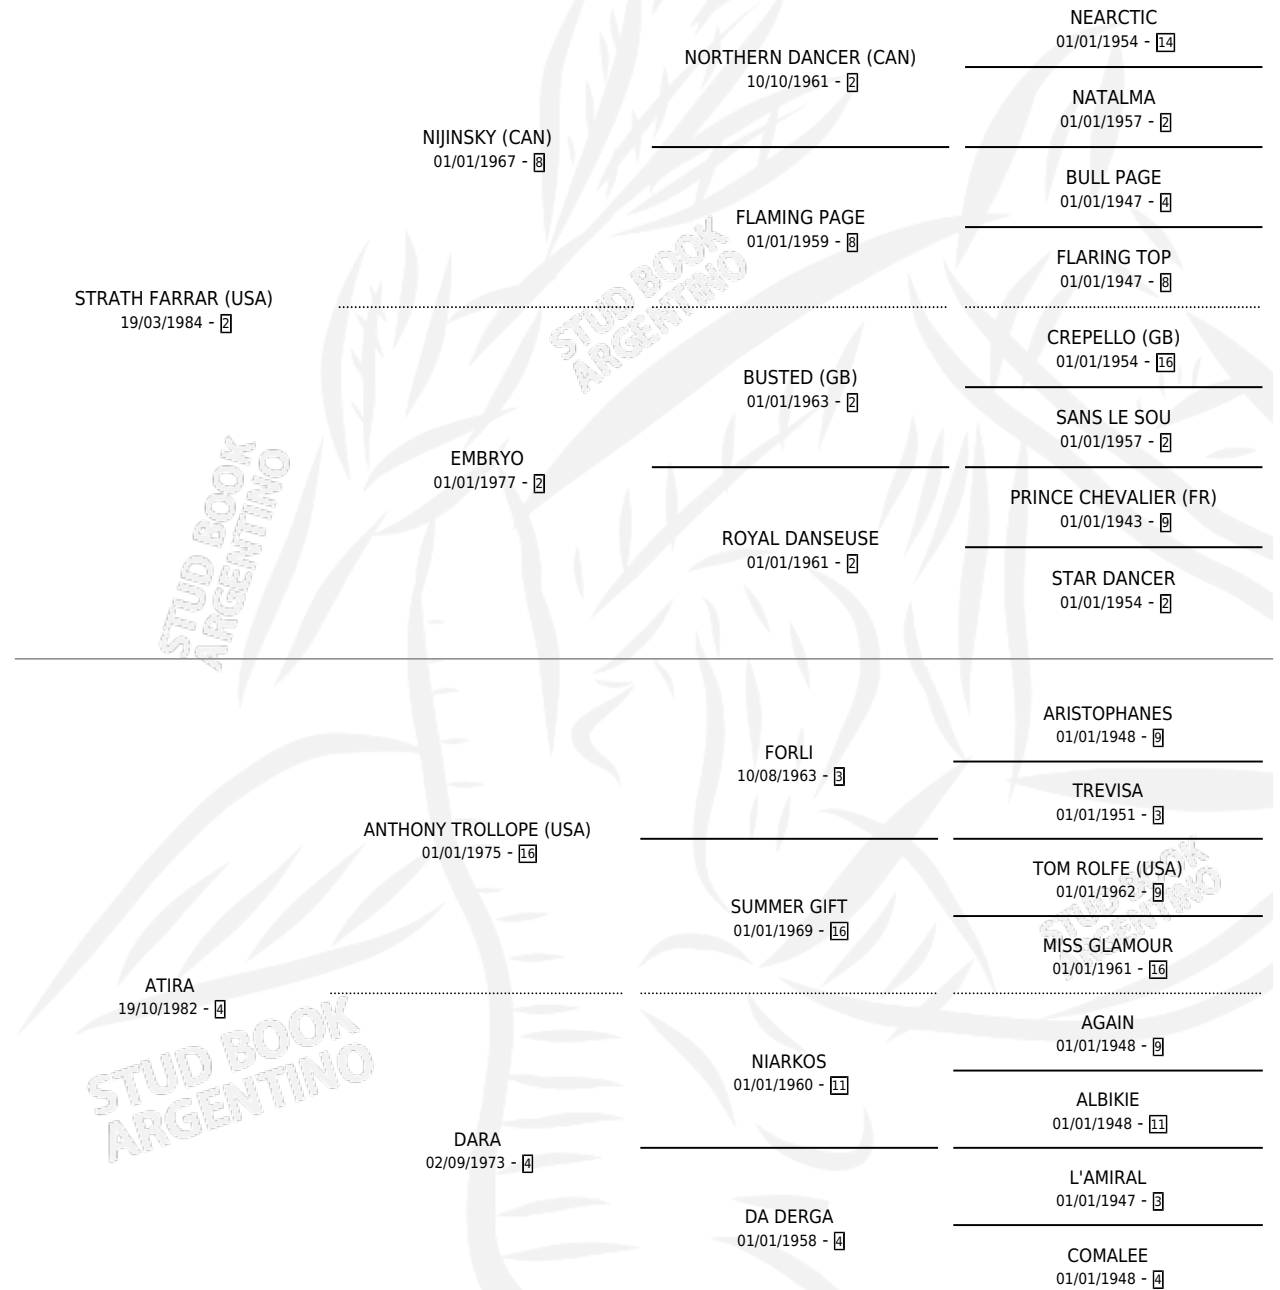 NEARCTIC
01/01/1954 - 14
NORTHERN DANCER (CAN)
10/10/1961 - 2
NATALMA
01/01/1957 - 2
NIJINSKY (CAN)
01/01/1967 - 8
BULL PAGE
01/01/1947 - 4
FLAMING PAGE
01/01/1959 - 8
FLARING TOP
01/01/1947 - 8
STRATH FARRAR (USA)
19/03/1984 - 2
STUD BOOK
ARGENTINO
CREPELLO (GB)
01/01/1954 - 16
BUSTED (GB)
01/01/1963 - 2
SANS LE SOU
01/01/1957 - 2
EMBRYO
01/01/1977 - 2
PRINCE CHEVALIER (FR)
01/01/1943 - 9
ROYAL DANSEUSE
01/01/1961 - 2
STAR DANCER
01/01/1954 - 2
STUD BOOK
ARGENTINO
ARISTOPHANES
01/01/1948 - 9
FORLI
10/08/1963 - 3
TREVISA
01/01/1951 - 3
ANTHONY TROLLOPE (USA)
01/01/1975 - 16
TOM ROLFE (USA)
01/01/1962 - 9
SUMMER GIFT
01/01/1969 - 16
MISS GLAMOUR
01/01/1961 - 16
STUD BOOK
ARGENTINO
ATIRA
19/10/1982 - 4
AGAIN
01/01/1948 - 9
NIARKOS
01/01/1960 - 11
ALBIKIE
01/01/1948 - 11
STUD BOOK
ARGENTINO
DARA
02/09/1973 - 4
L'AMIRAL
01/01/1947 - 3
DA DERGA
01/01/1958 - 4
COMALEE
01/01/1948 - 4